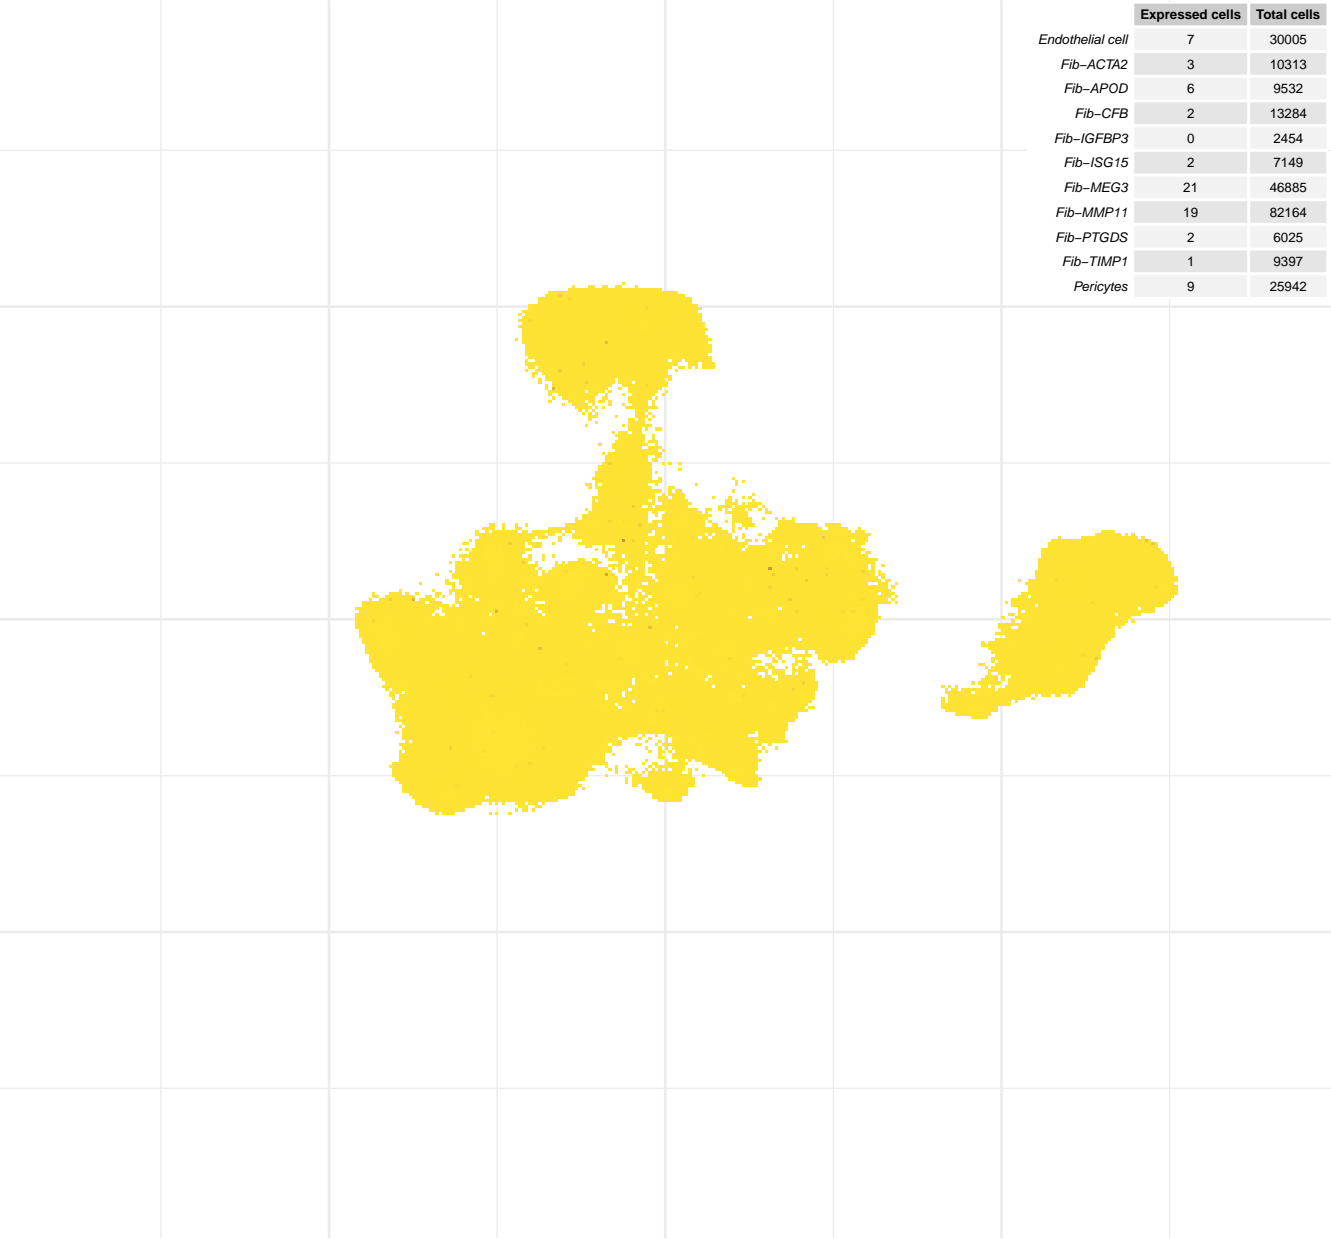 Expressed cells Total cells
Endothelial cell 7 30005
Fib−ACTA2 3 10313
Fib−APOD 6 9532
Fib−CFB 2 13284
Fib−IGFBP3 0 2454
Fib−ISG15 2 7149
Fib−MEG3 21 46885
Fib−MMP11 19 82164
Fib−PTGDS 2 6025
Fib−TIMP1 1 9397
Pericytes 9 25942